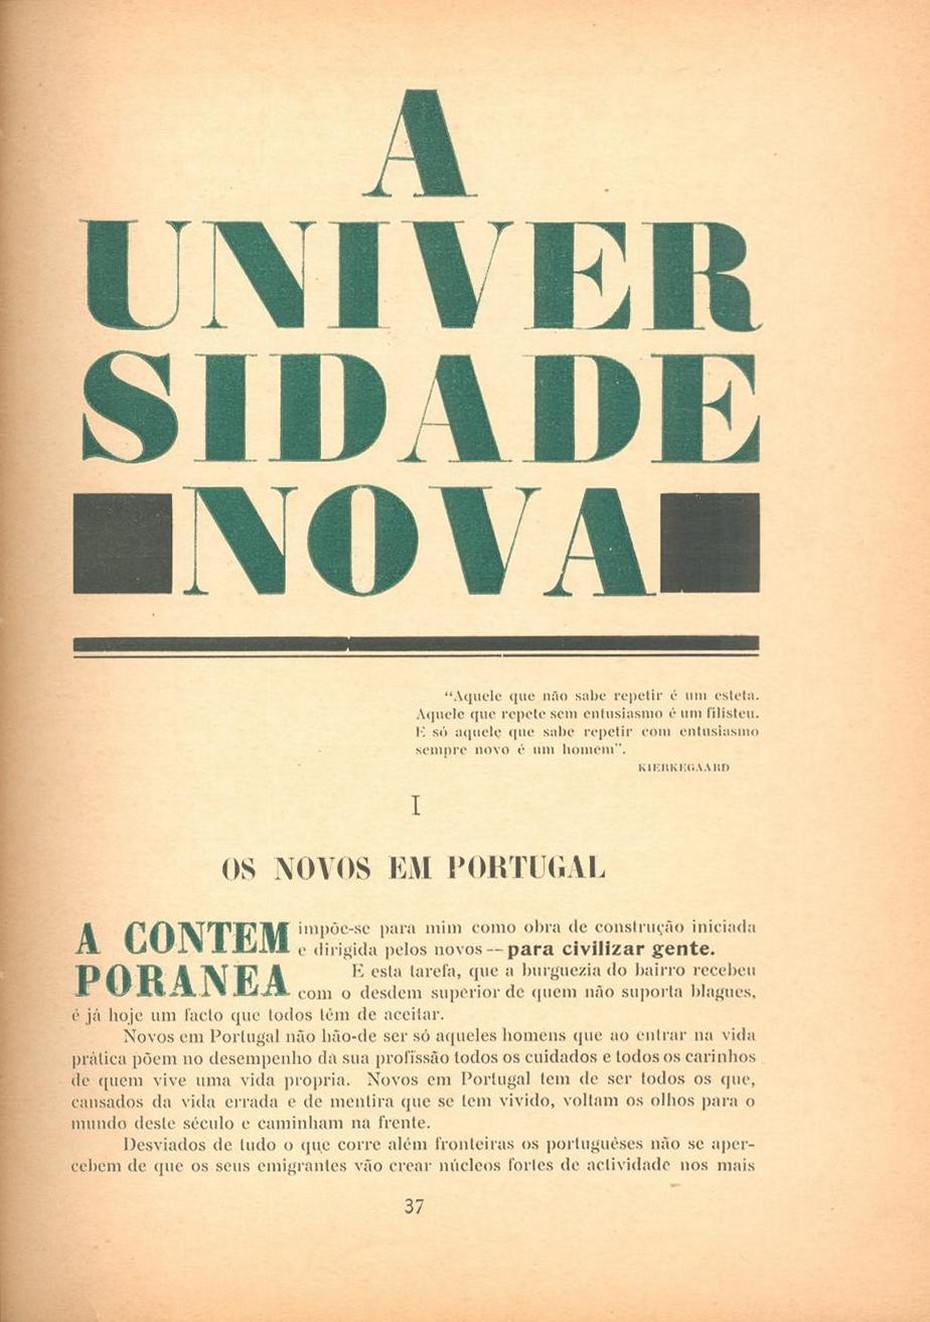 A
UNIVER
SIDADE
NOVA
“Aquele que não sabe repetir é um esteta.
Aquele que repete sem entusiasmo é um filisteu.
E só aquele que sabe repetir com entusiasmo
sempre novo é um homem”.
KIERKEGAARD
I
OS NOVOS EM PORTUGAL
A CONTEM
PORANEA
impõe-se para mim como obra de construção iniciada
e dirigida pelos novos — para civilizar gente.
E esta tarefa, que a burguezia do bairro recebeu
com o desdem superior de quem não suporta blagues,
é já hoje um facto que todos têm de aceitar.
Novos em Portugal não hão-de ser só aqueles homens que ao entrar na vida
prática põem no desempenho da sua profissão todos os cuidados e todos os carinhos
de quem vive uma vida propria. Novos em Portugal tem de ser todos os que,
cansados da vida errada e de mentira que se tem vivido, voltam os olhos para o
mundo deste século e caminham na frente.
Desviados de tudo o que corre além fronteiras os portuguêses não se aper-
cebem de que os seus emigrantes vão crear núcleos fortes de actividade nos mais
37